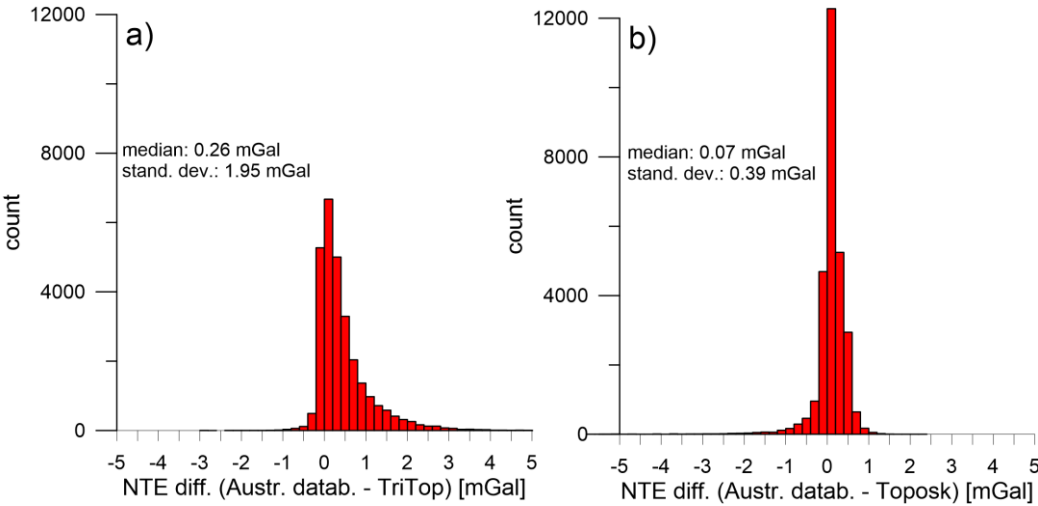 a)
12000
8000
4000
0
count
median: 0.26 mGal
stand. dev.: 1.95 mGal
-5 -4 -3 -2 -1 0 1 2 3 4 5
NTE diff. (Austr. datab. - TriTop) [mGal]
b)
12000
8000
4000
0
count
median: 0.07 mGal
stand. dev.: 0.39 mGal
-5 -4 -3 -2 -1 0 1 2 3 4 5
NTE diff. (Austr. datab. - Toposk) [mGal]